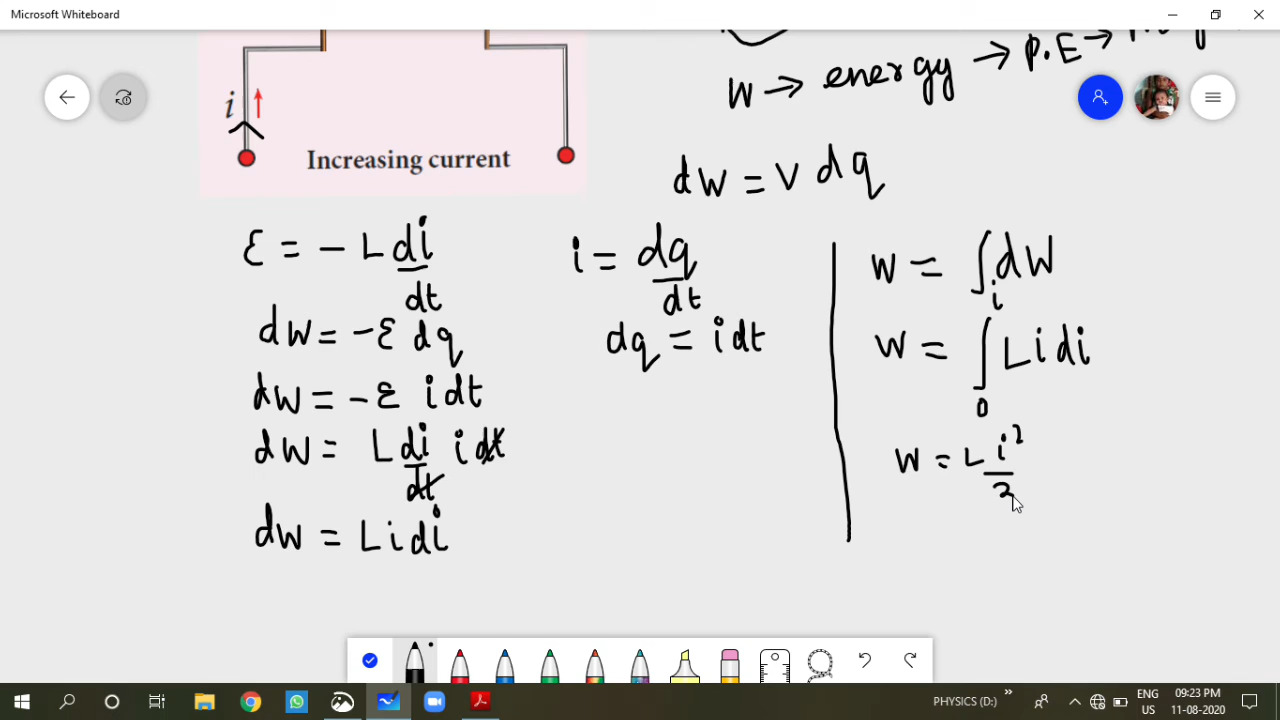 Microsoft Whiteboard
i
Increasing current
W → energy → P.E →
dW = V dq
ε = - L di/dt
dW = -ε dq
dW = -ε i dt
dW = L di/dt i dt
dW = L i di
i = dq/dt
dq = i dt
W = ∫ dW
W = ∫₀ⁱ L i di
W = L i²/2
PHYSICS (D:)
»
ENG
US
09:23 PM
11-08-2020